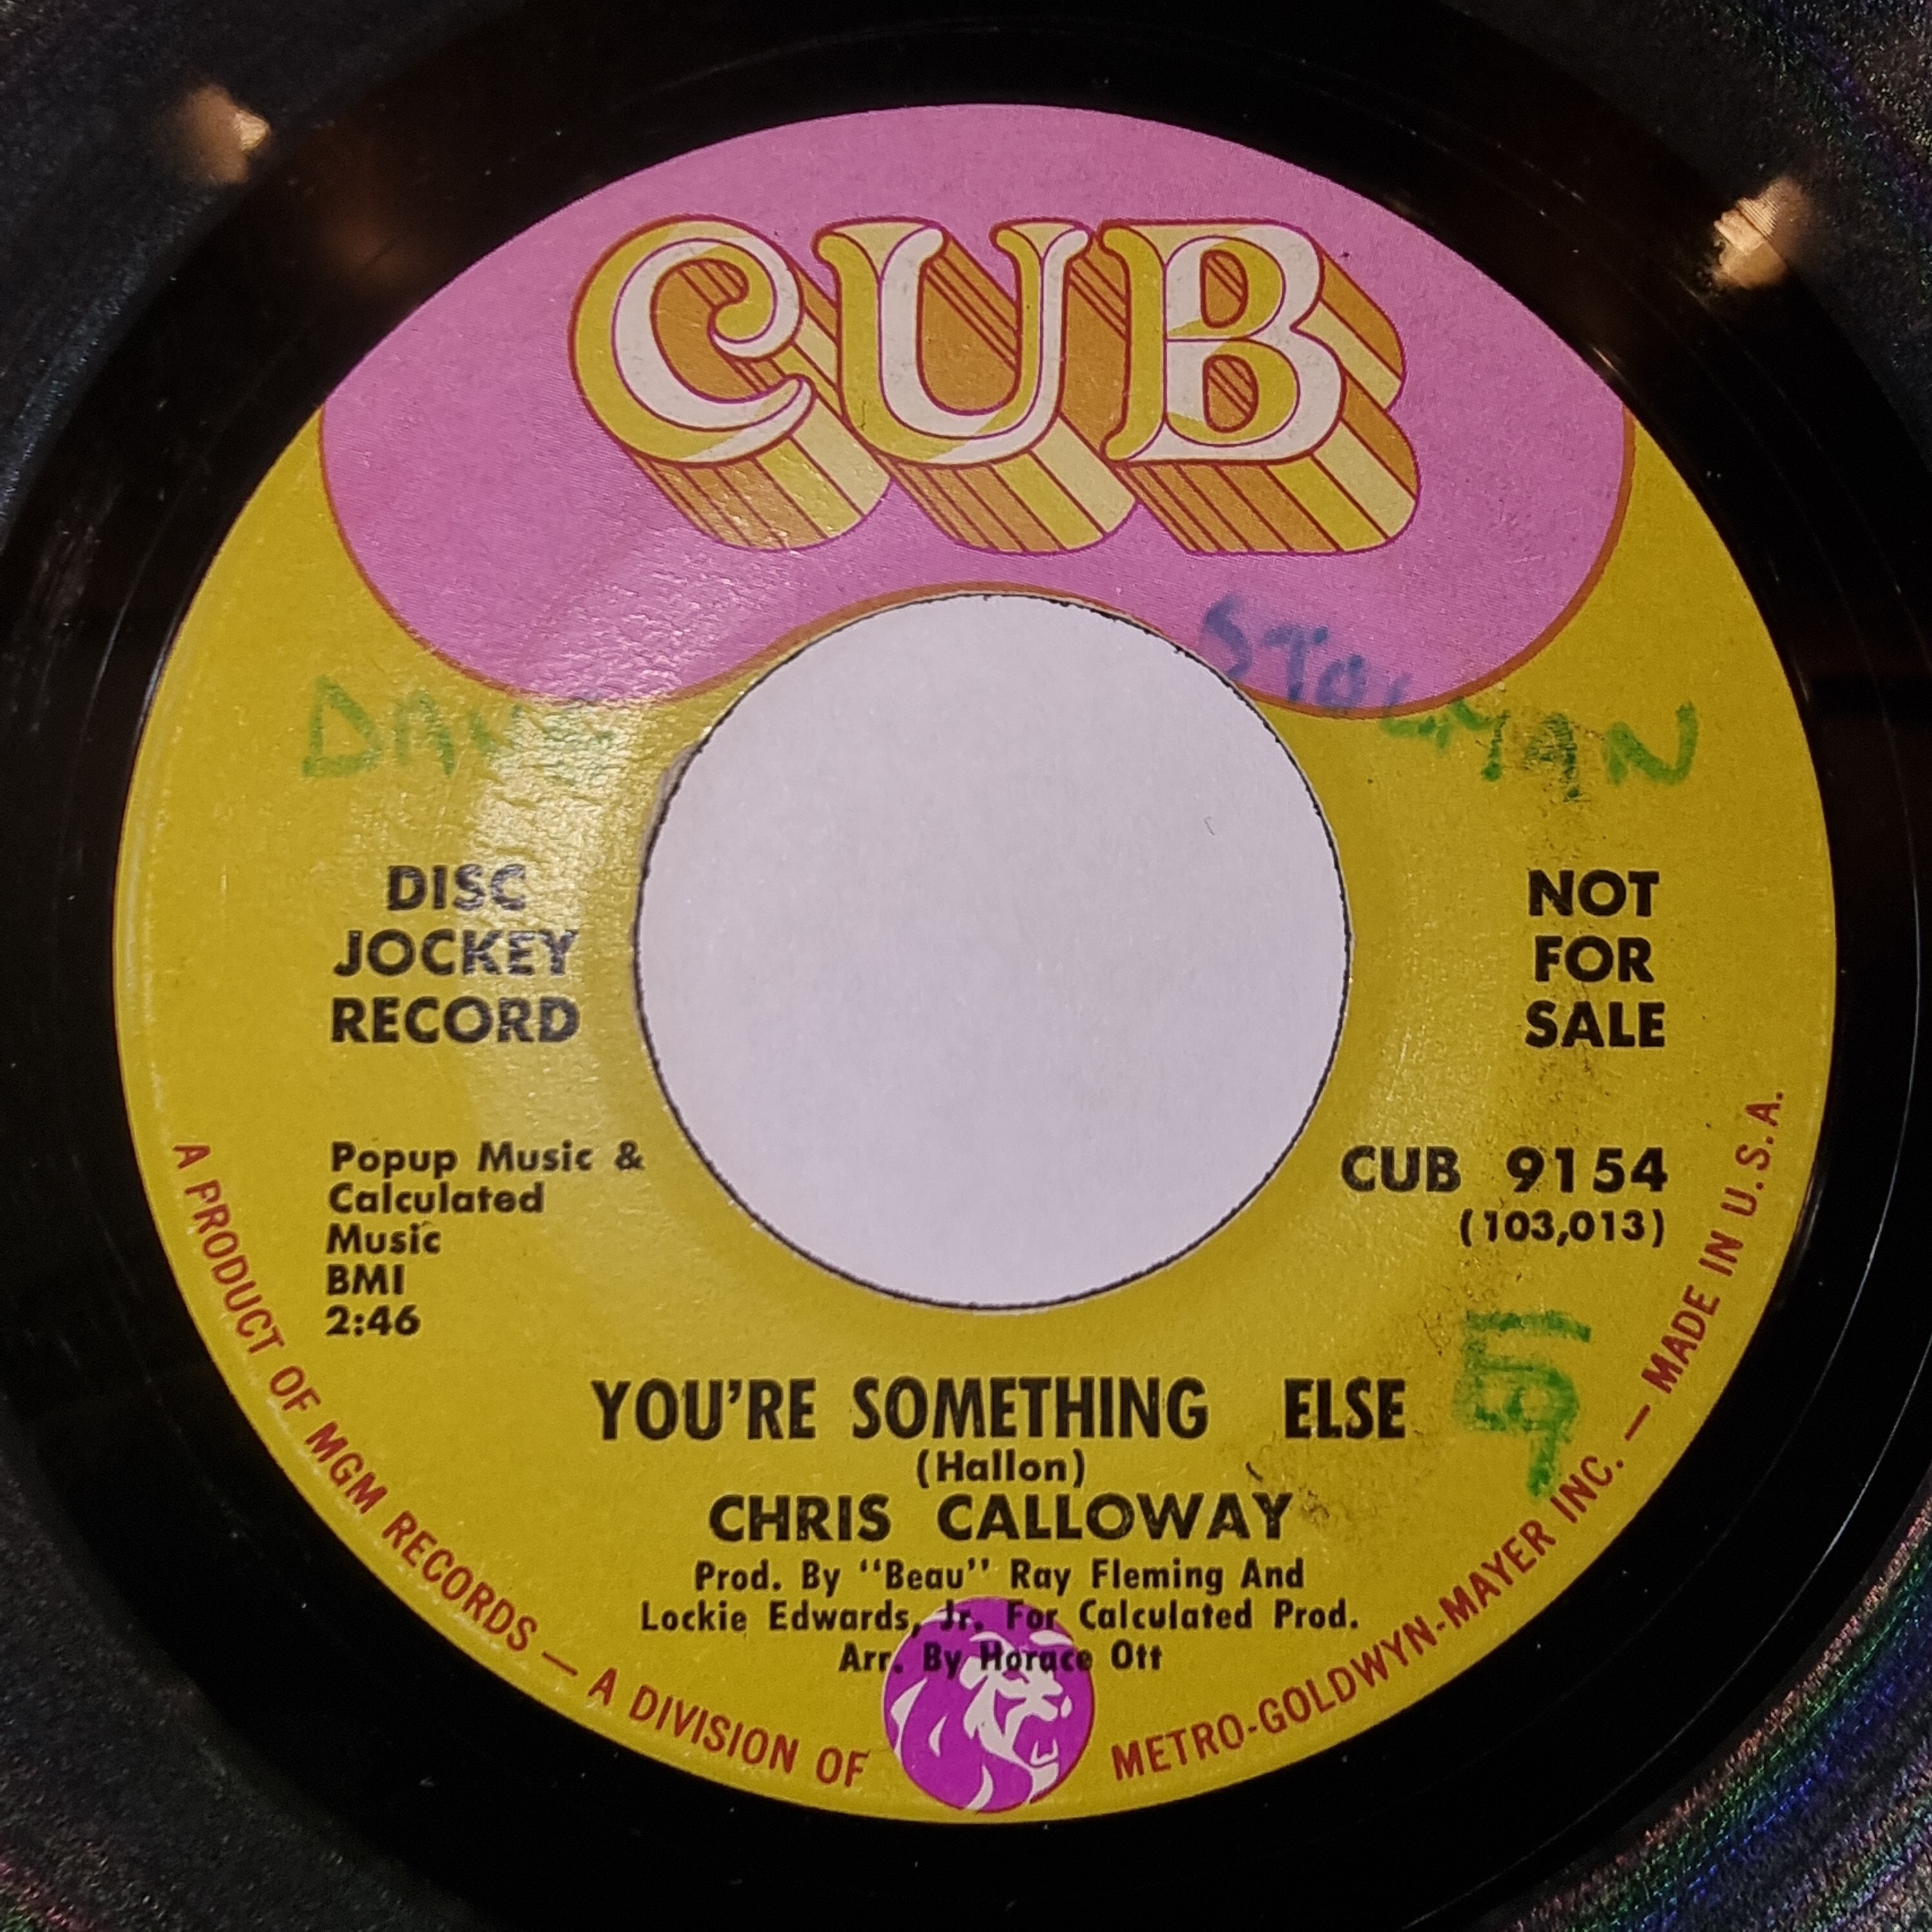 CUB
DISC
JOCKEY
RECORD
NOT
FOR
SALE
Popup Music &
Calculated
Music
BMI
2:46
CUB 9154
(103,013)
YOU'RE SOMETHING ELSE
(Hallon)
CHRIS CALLOWAY
Prod. By "Beau" Ray Fleming And
Lockie Edwards, Jr. For Calculated Prod.
Arr. By Horace Ott
A PRODUCT OF MGM RECORDS — A DIVISION OF METRO-GOLDWYN-MAYER INC. — MADE IN U.S.A.